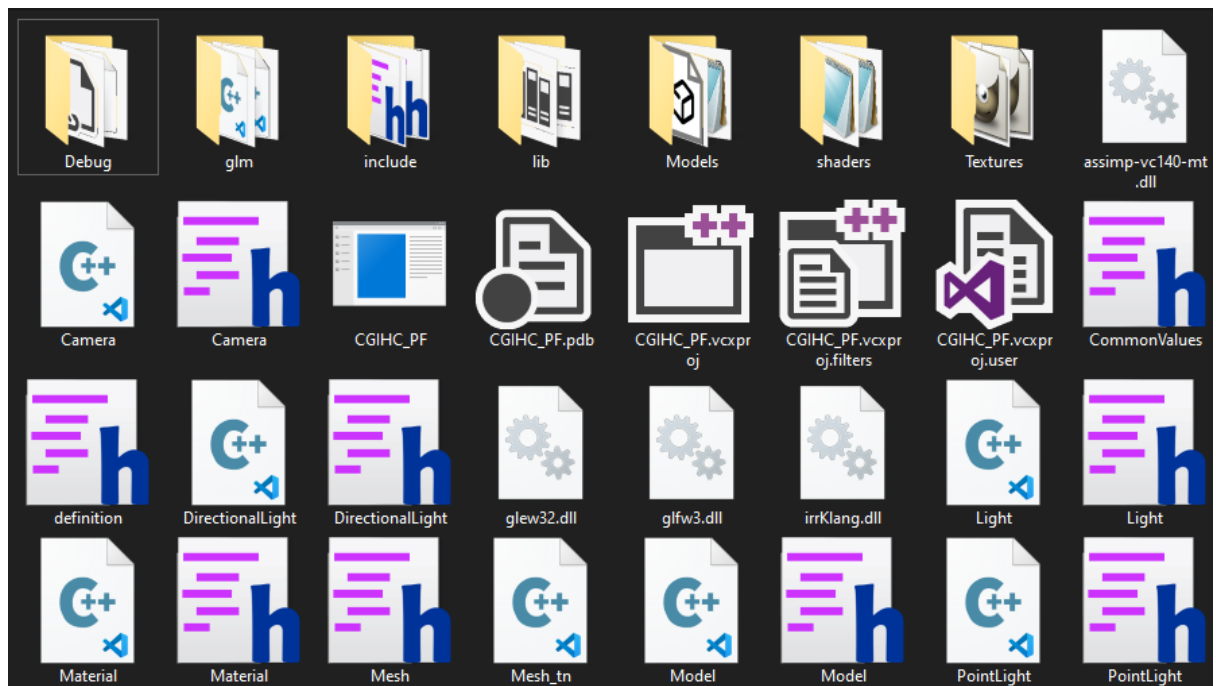 Debug
glm
include
lib
Models
shaders
Textures
assimp-vc140-mt
.dll
Camera
Camera
CGIHC_PF
CGIHC_PF.pdb
CGIHC_PF.vcxpr
oj
CGIHC_PF.vcxpr
oj.filters
CGIHC_PF.vcxpr
oj.user
CommonValues
definition
DirectionalLight
DirectionalLight
glew32.dll
glfw3.dll
irrKlang.dll
Light
Light
Material
Material
Mesh
Mesh_tn
Model
Model
PointLight
PointLight